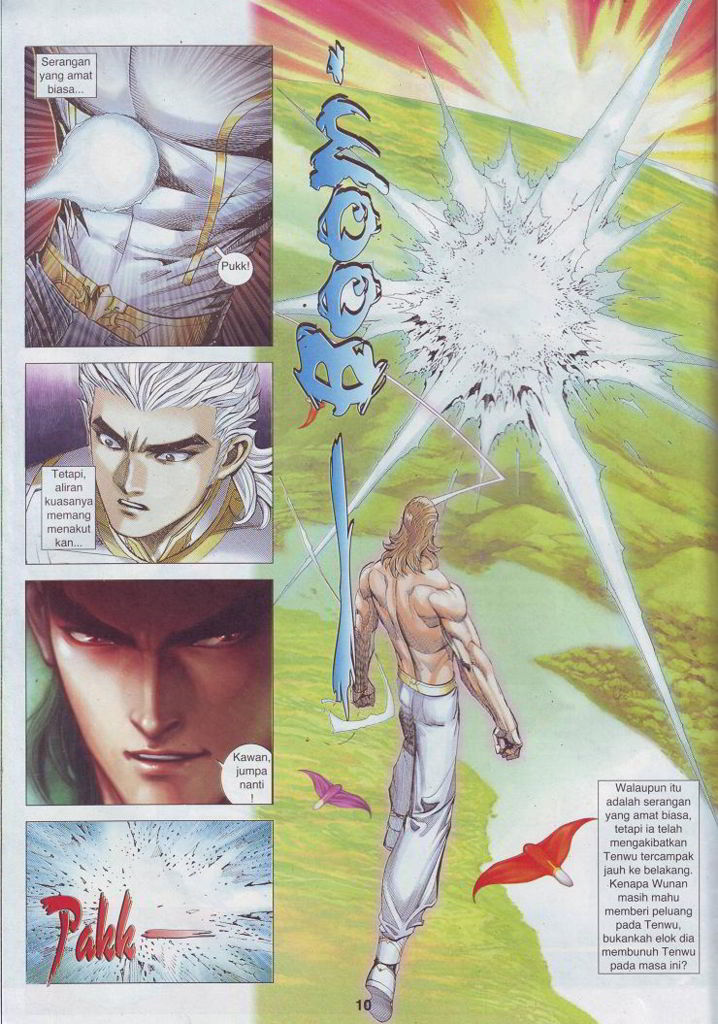 Serangan
yang amat
biasa...
Pukk!
Tetapi,
aliran
kuasanya
memang
menakut
kan...
Kawan,
jumpa
nanti
!
Pakk—
Booom—
Walaupun itu
adalah serangan
yang amat biasa,
tetapi ia telah
mengakibatkan
Tenwu tercampak
jauh ke belakang.
Kenapa Wunan
masih mahu
memberi peluang
pada Tenwu,
bukankah elok dia
membunuh Tenwu
pada masa ini?
10